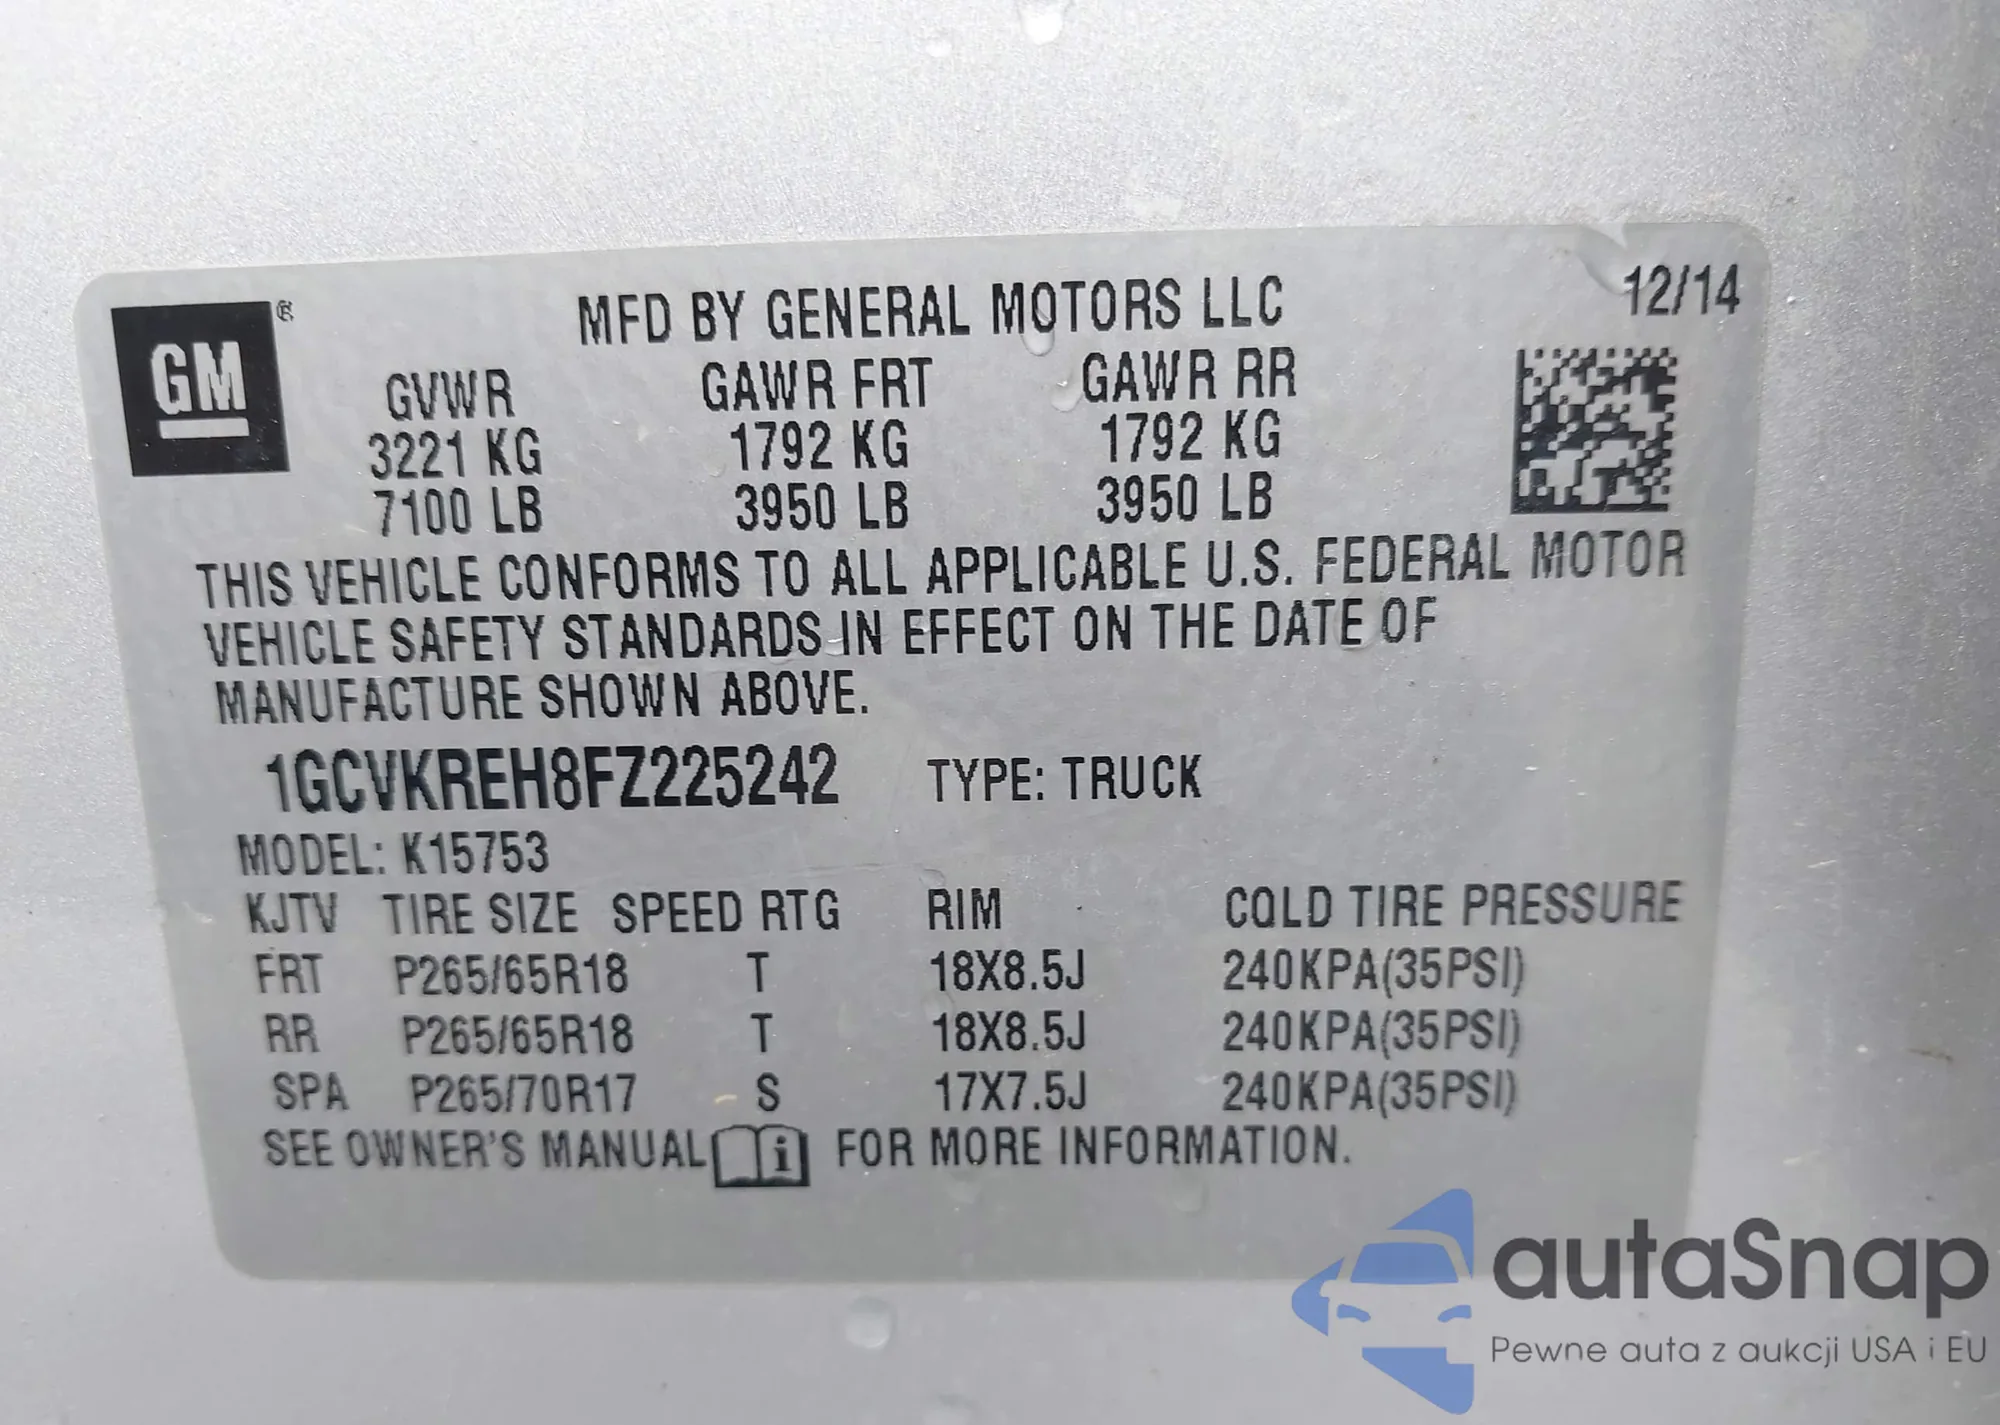 GM ®
MFD BY GENERAL MOTORS LLC 12/14
GVWR GAWR FRT GAWR RR
3221 KG 1792 KG 1792 KG
7100 LB 3950 LB 3950 LB
THIS VEHICLE CONFORMS TO ALL APPLICABLE U.S. FEDERAL MOTOR
VEHICLE SAFETY STANDARDS IN EFFECT ON THE DATE OF
MANUFACTURE SHOWN ABOVE.
1GCVKREH8FZ225242 TYPE: TRUCK
MODEL: K15753
KJTV TIRE SIZE SPEED RTG RIM COLD TIRE PRESSURE
FRT P265/65R18 T 18X8.5J 240KPA(35PSI)
RR P265/65R18 T 18X8.5J 240KPA(35PSI)
SPA P265/70R17 S 17X7.5J 240KPA(35PSI)
SEE OWNER'S MANUAL i FOR MORE INFORMATION.
autaSnap
Pewne auta z aukcji USA i EU